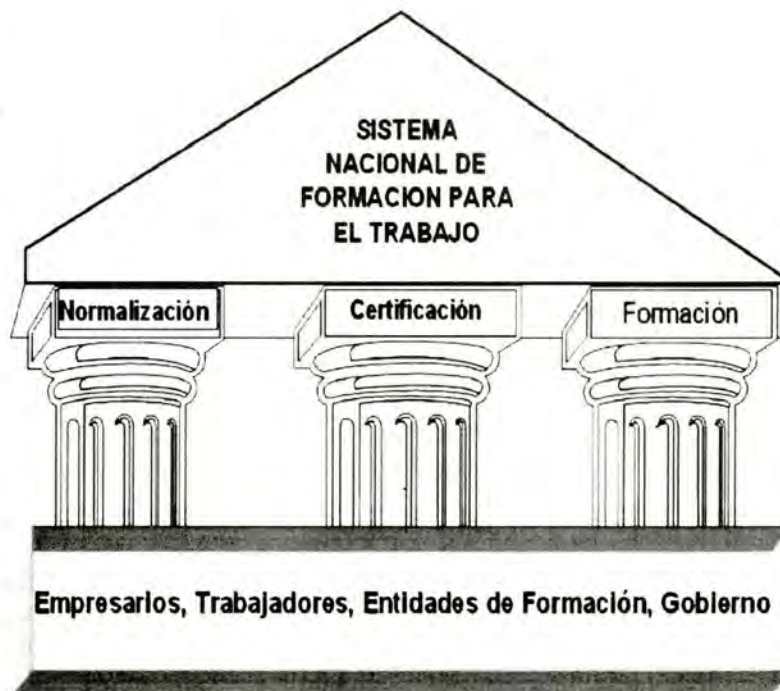 SISTEMA
NACIONAL DE
FORMACION PARA
EL TRABAJO
Normalización
Certificación
Formación
Empresarios, Trabajadores, Entidades de Formación, Gobierno